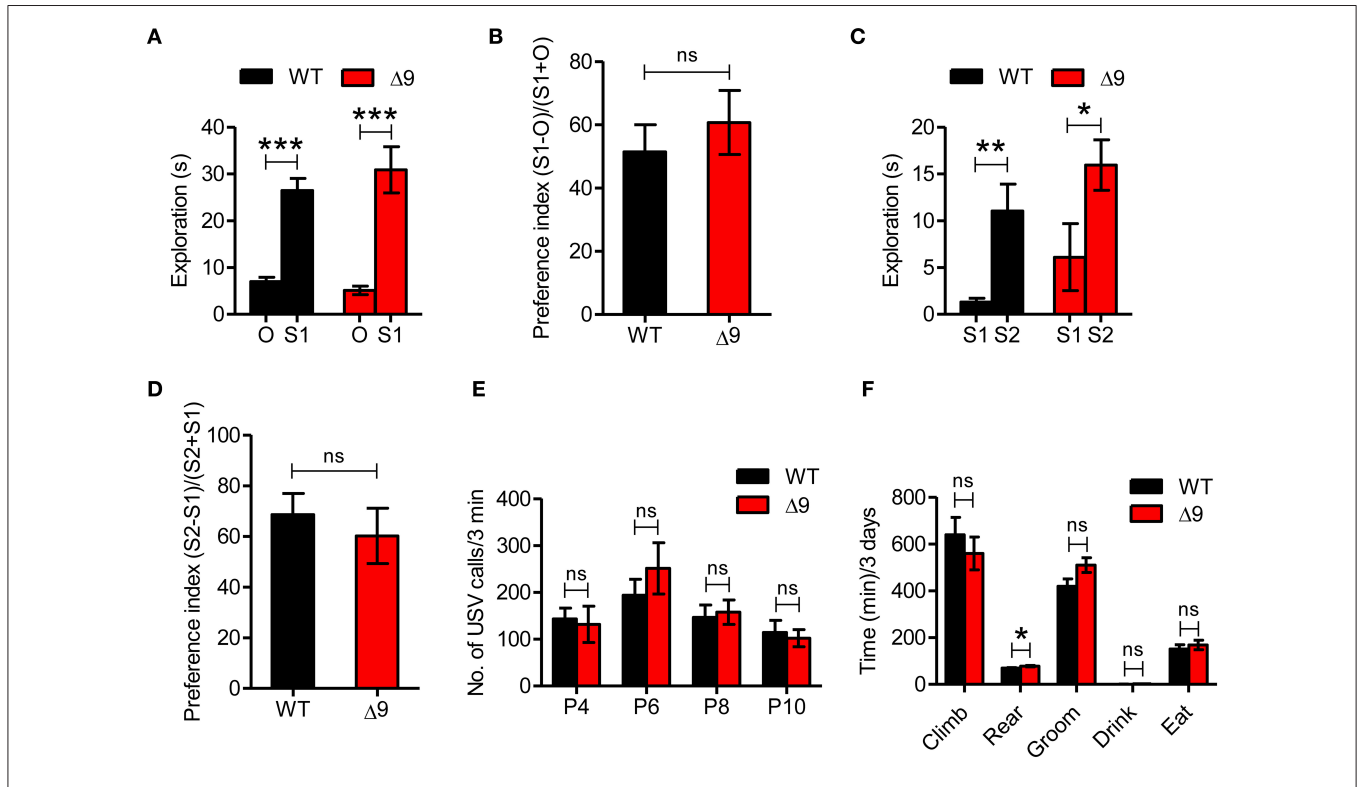 A
WT Δ9
Exploration (s)
40
30
20
10
0
***
***
O S1 O S1
B
Preference index (S1-O)/(S1+O)
80
60
40
20
0
ns
WT Δ9
C
WT Δ9
Exploration (s)
20
15
10
5
0
**
*
S1 S2 S1 S2
D
Preference index (S2-S1)/(S2+S1)
100
80
60
40
20
0
ns
WT Δ9
E
WT
Δ9
No. of USV calls/3 min
400
300
200
100
0
ns
ns
ns
ns
P4 P6 P8 P10
F
WT
Δ9
Time (min)/3 days
800
600
400
200
0
ns
*
ns
ns
ns
Climb Rear Groom Drink Eat